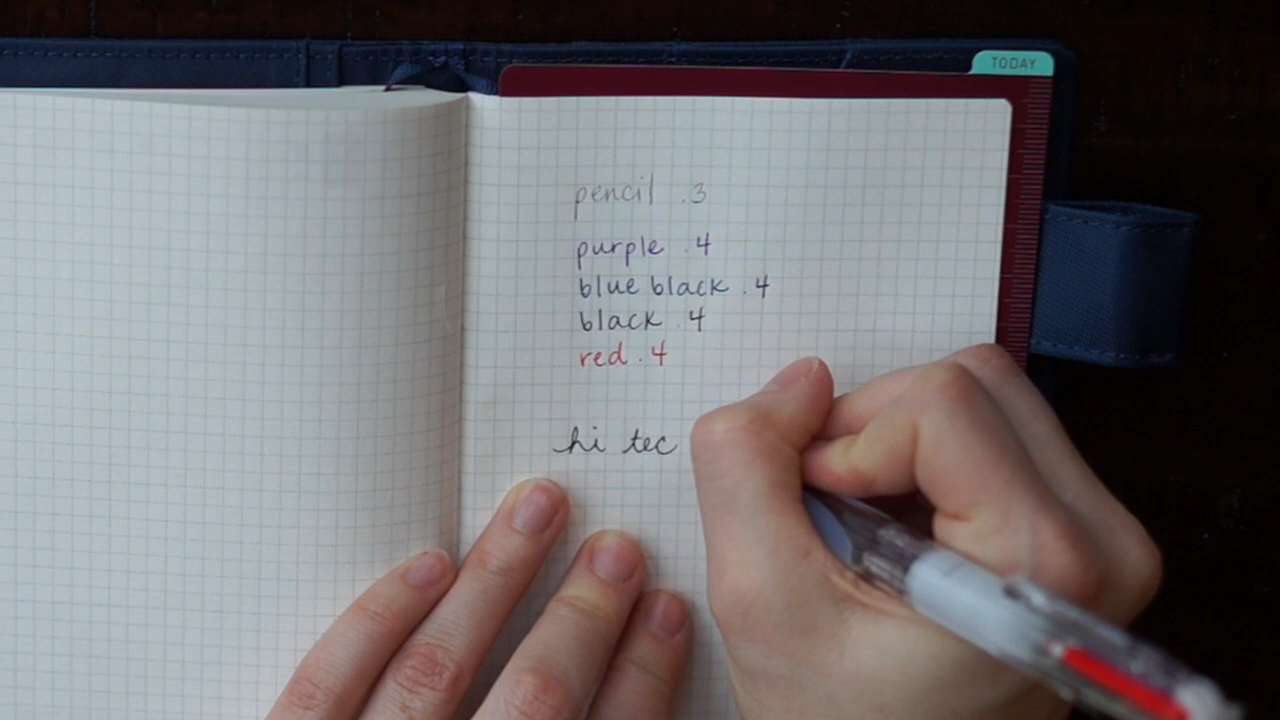 TODAY
pencil .3
purple .4
blue black .4
black .4
red .4
hi tec